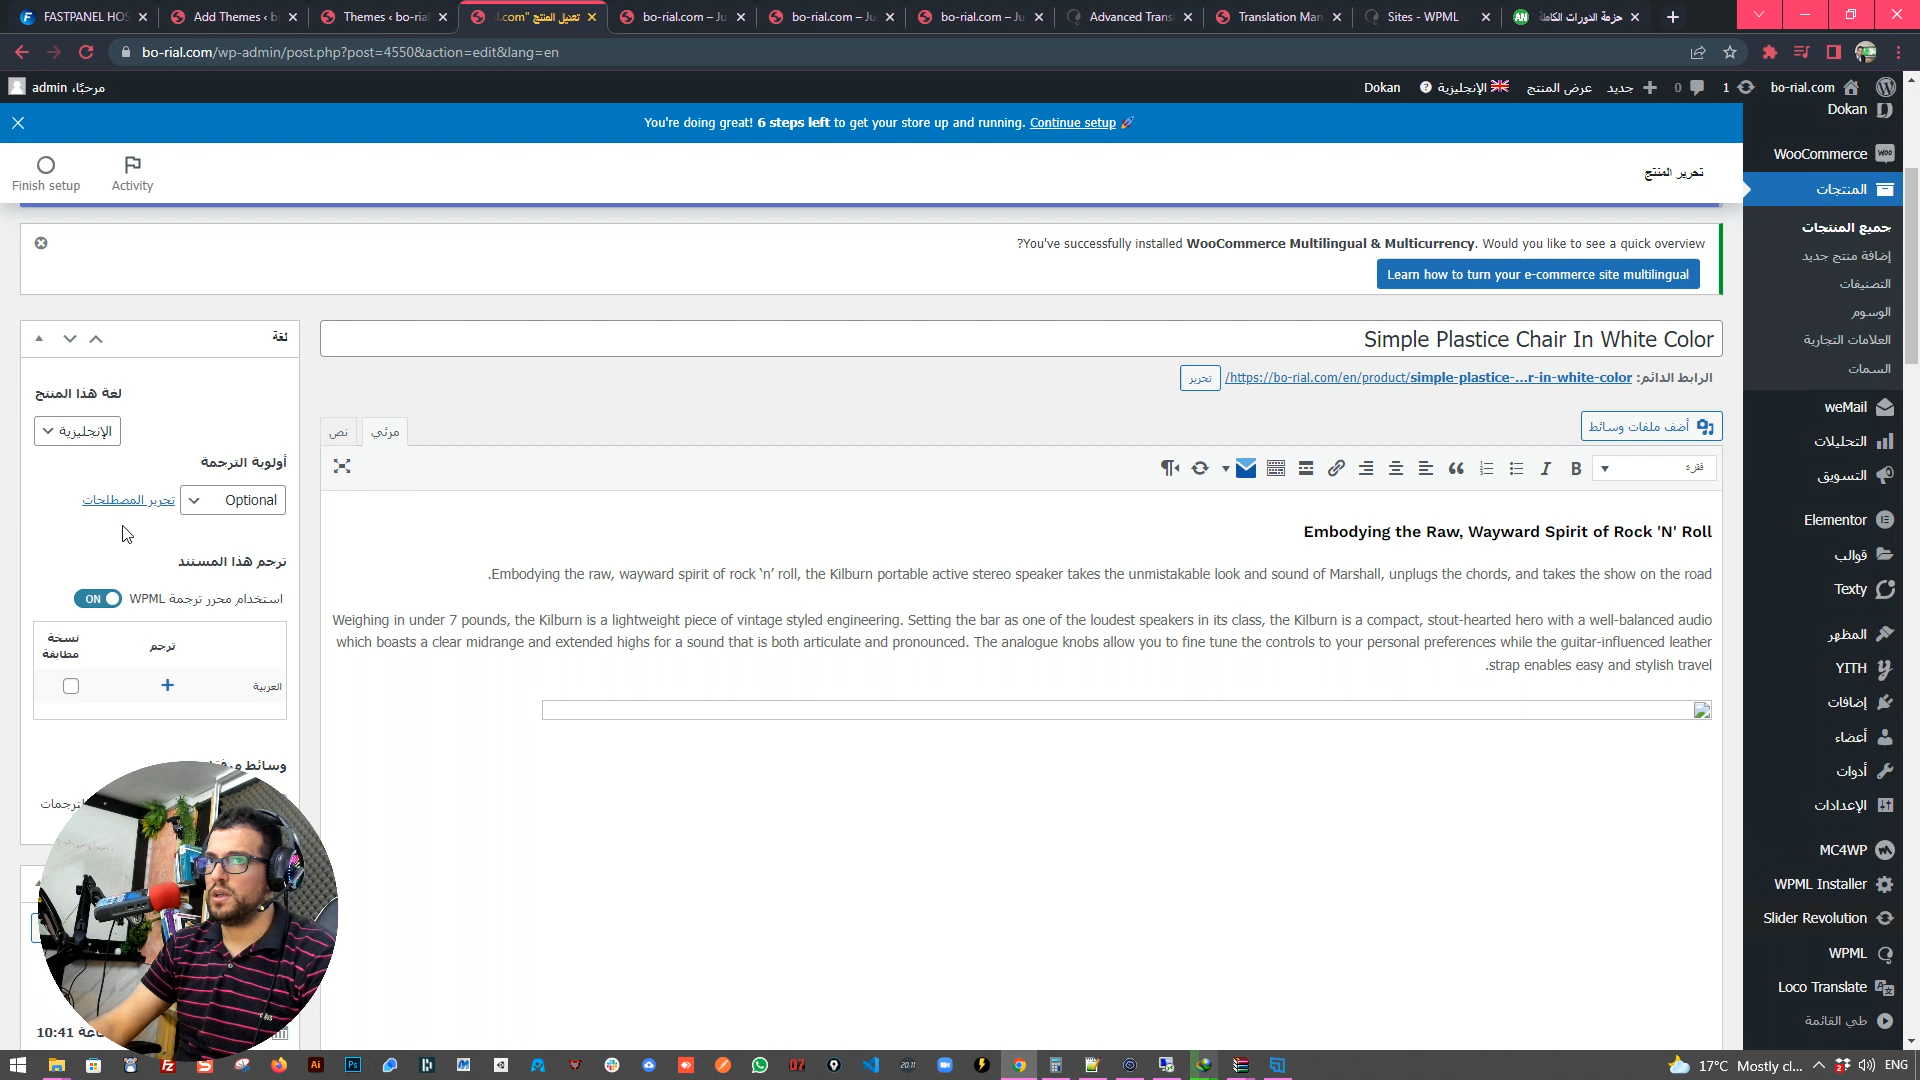 FASTPANEL HOS
Add Themes ‹ b
Themes ‹ bo-rial
تعديل المنتج "
bo-rial.com – Ju
bo-rial.com – Ju
bo-rial.com – Ju
Advanced Trans
Translation Man
Sites - WPML
حزمة الدورات الكاملة
bo-rial.com/wp-admin/post.php?post=4550&action=edit&lang=en
مرحبًا، admin
Dokan
الإنجليزية
عرض المنتج
جديد
0
1
bo-rial.com
You're doing great! 6 steps left to get your store up and running. Continue setup 🚀
Finish setup
Activity
تحرير المنتج
?You've successfully installed WooCommerce Multilingual & Multicurrency. Would you like to see a quick overview
Learn how to turn your e-commerce site multilingual
لغة
لغة هذا المنتج
الإنجليزية
أولوية الترجمة
Optional
تحرير المصطلحات
ترجم هذا المستند
استخدام محرر ترجمة WPML
ON
ترجم
نسخة مطابقة
العربية
10:41
Simple Plastice Chair In White Color
الرابط الدائم: https://bo-rial.com/en/product/simple-plastice-...r-in-white-color/
تحرير
أضف ملفات وسائط
مرئي
نص
فقرة
Embodying the Raw, Wayward Spirit of Rock 'N' Roll
.Embodying the raw, wayward spirit of rock 'n' roll, the Kilburn portable active stereo speaker takes the unmistakable look and sound of Marshall, unplugs the chords, and takes the show on the road
Weighing in under 7 pounds, the Kilburn is a lightweight piece of vintage styled engineering. Setting the bar as one of the loudest speakers in its class, the Kilburn is a compact, stout-hearted hero with a well-balanced audio
which boasts a clear midrange and extended highs for a sound that is both articulate and pronounced. The analogue knobs allow you to fine tune the controls to your personal preferences while the guitar-influenced leather
.strap enables easy and stylish travel
Dokan
WooCommerce
المنتجات
جميع المنتجات
إضافة منتج جديد
التصنيفات
الوسوم
العلامات التجارية
السمات
weMail
التحليلات
التسويق
Elementor
قوالب
Texty
المظهر
YITH
إضافات
أعضاء
أدوات
الإعدادات
MC4WP
WPML Installer
Slider Revolution
WPML
Loco Translate
طي القائمة
17°C Mostly cl...
ENG